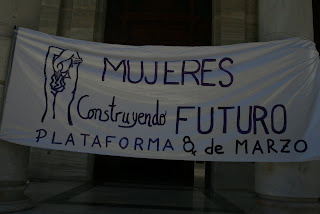 MUJERES
Construyendo FUTURO
PLATAFORMA 8, de MARZO